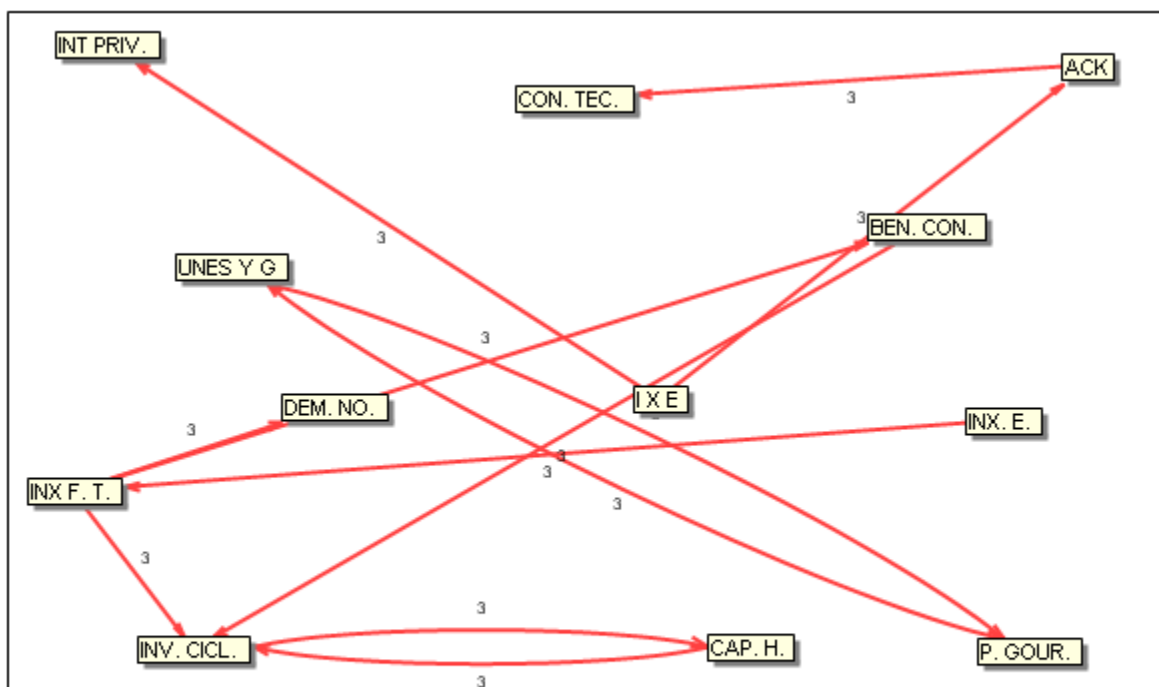 INT PRIV.
ACK
CON. TEC.
3
3
BEN. CON.
3
UNES Y G
3
I X E
DEM. NO.
INX. E.
3
3
3
INX F. T.
3
3
3
INV. CICL.
CAP. H.
P. GOUR.
3